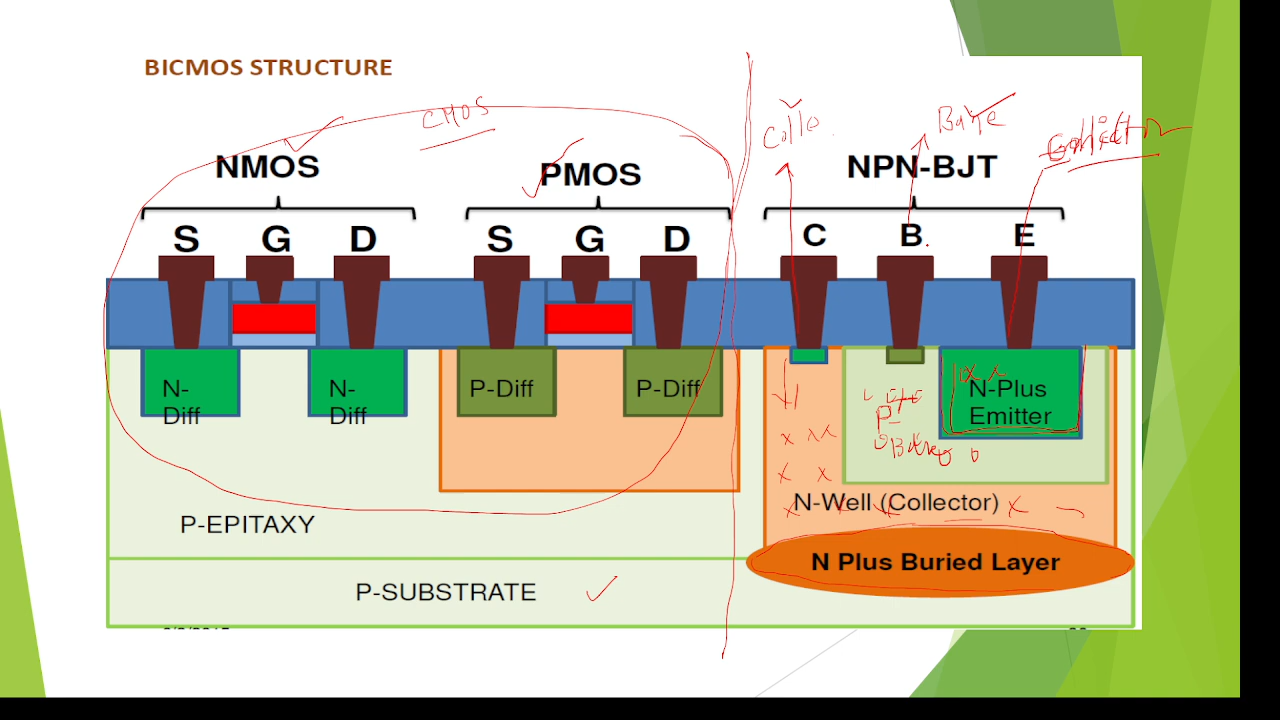 BICMOS STRUCTURE
CMOS
Colle
Base
Collector
NMOS
PMOS
NPN-BJT
S G D S G D C B E
N-
Diff
N-
Diff
P-Diff
P-Diff
N-Plus
Emitter
P-
Base
N-Well (Collector)
P-EPITAXY
N Plus Buried Layer
P-SUBSTRATE